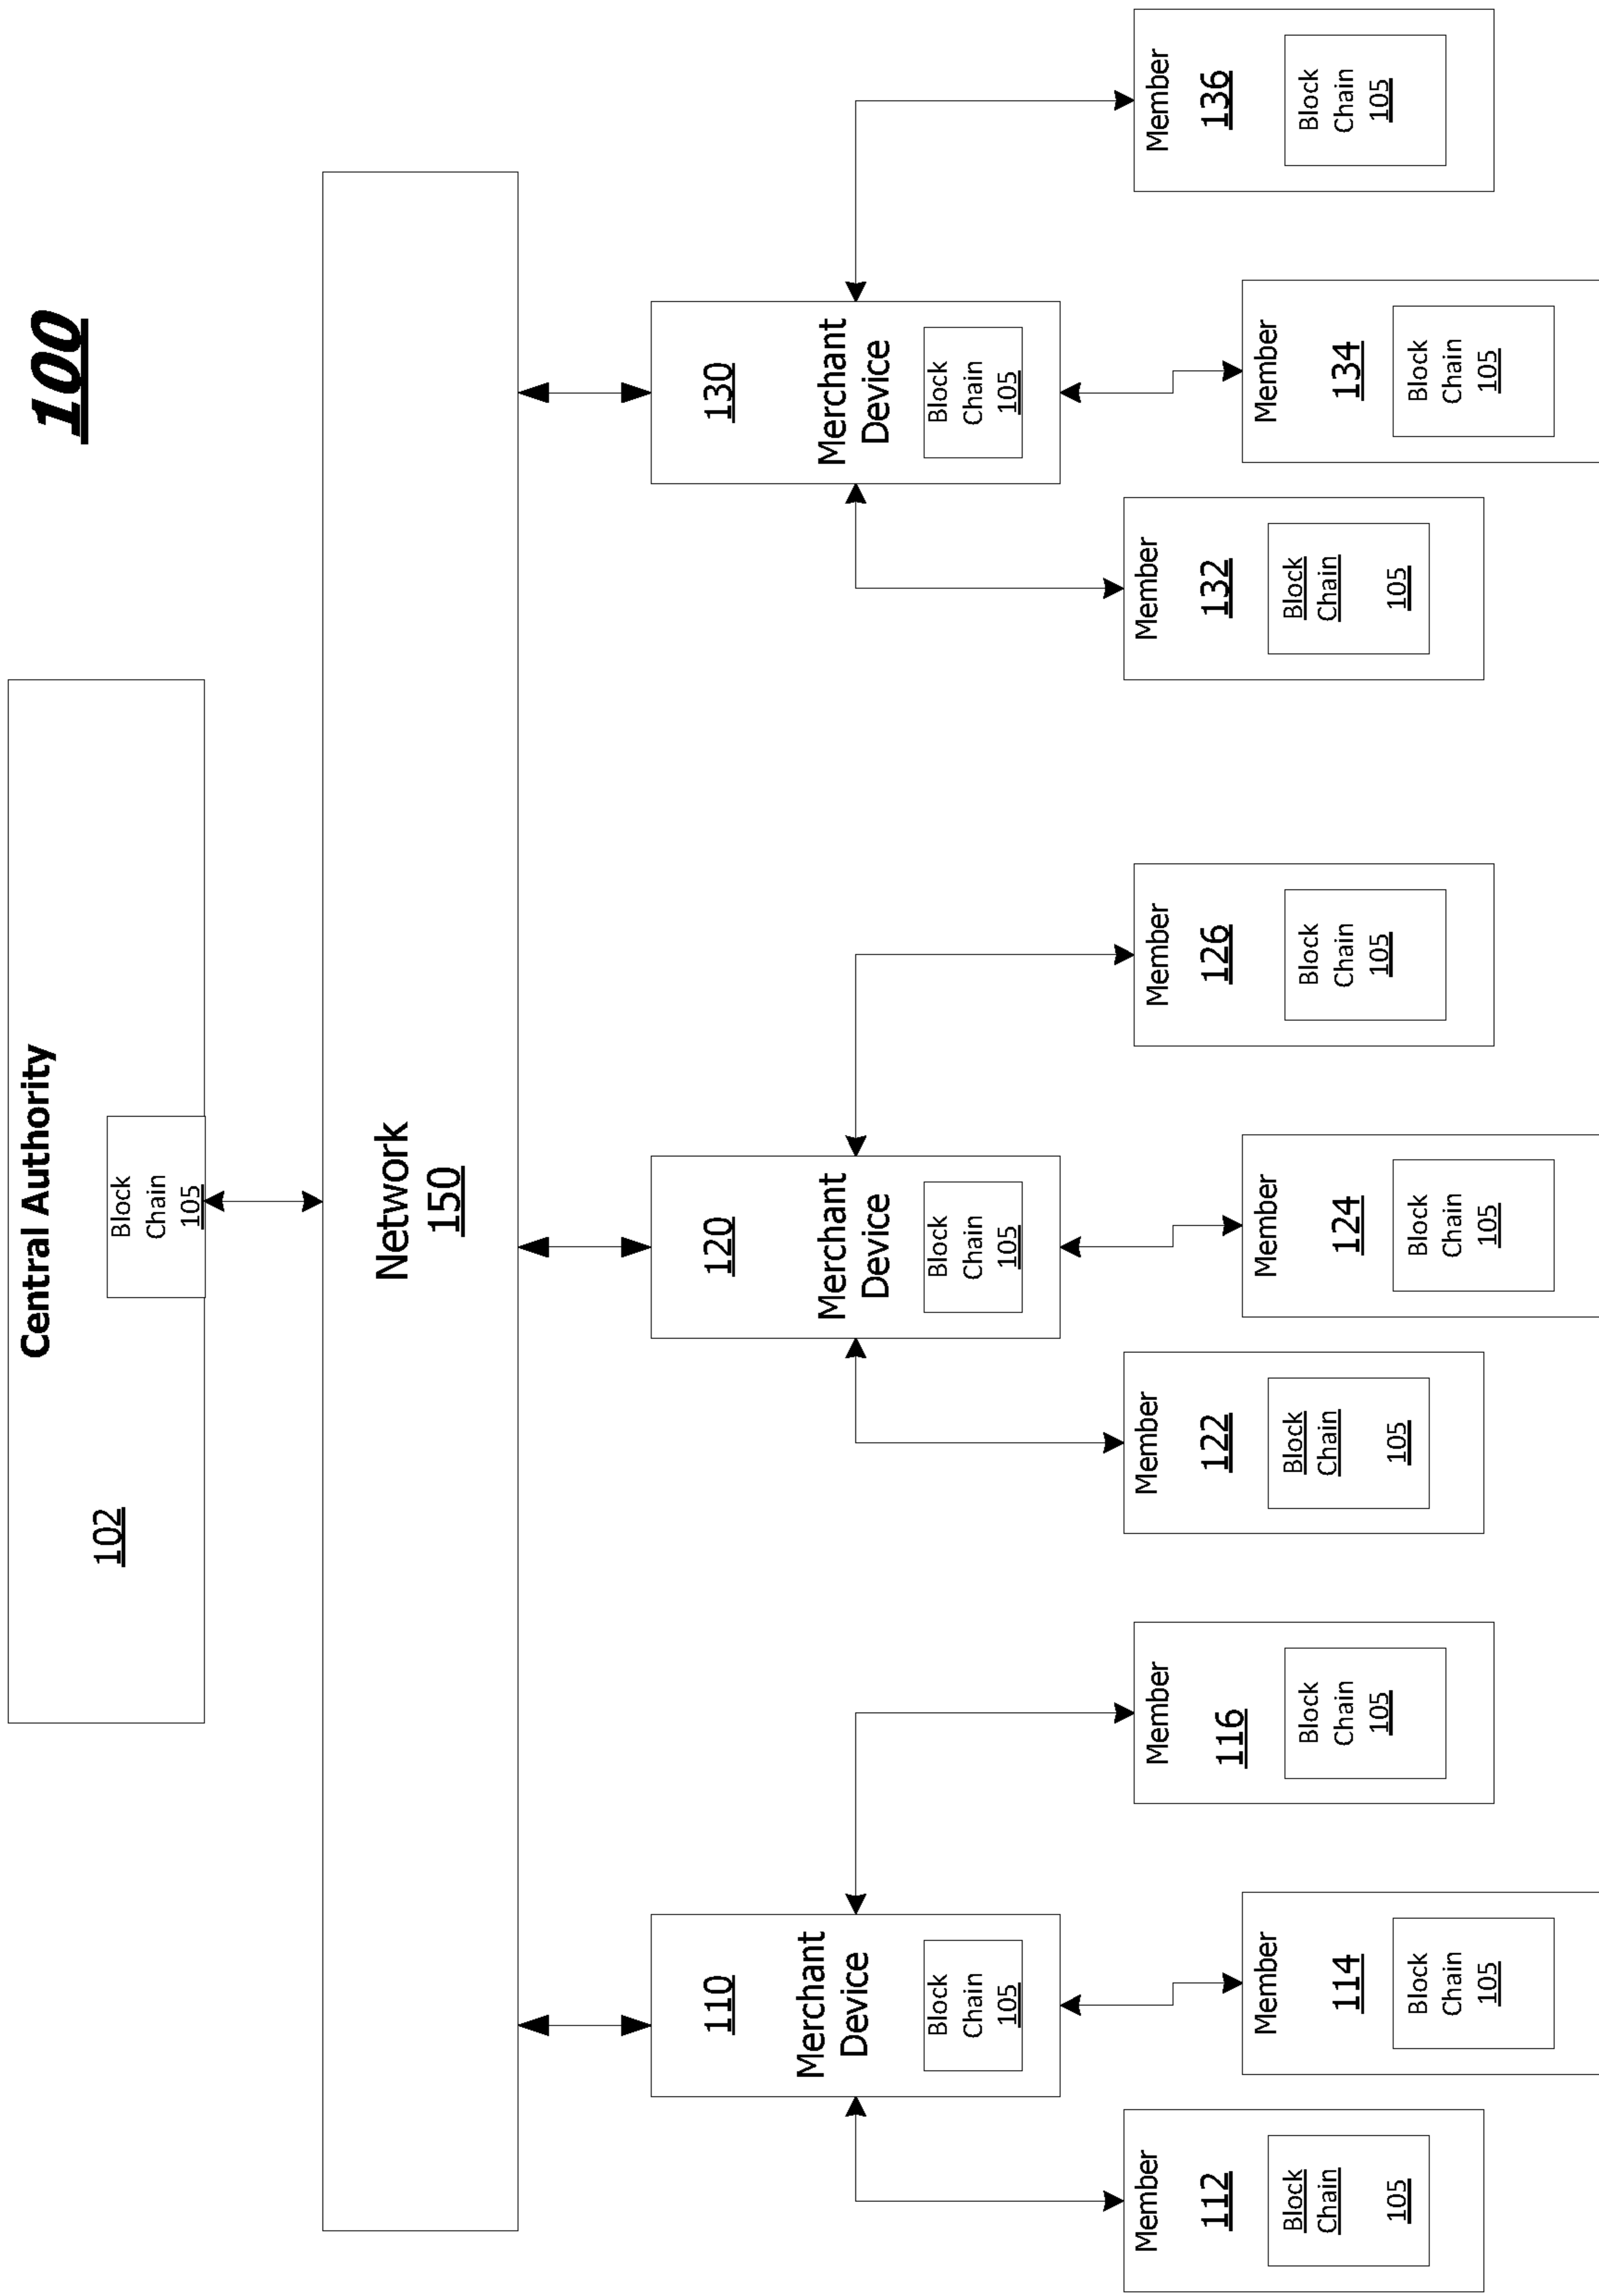 100
Central Authority
102
Block
Chain
105
Network
150
110
Merchant
Device
Block
Chain
105
120
Merchant
Device
Block
Chain
105
130
Merchant
Device
Block
Chain
105
Member
112
Block
Chain
105
Member
114
Block
Chain
105
Member
116
Block
Chain
105
Member
122
Block
Chain
105
Member
124
Block
Chain
105
Member
126
Block
Chain
105
Member
132
Block
Chain
105
Member
134
Block
Chain
105
Member
136
Block
Chain
105